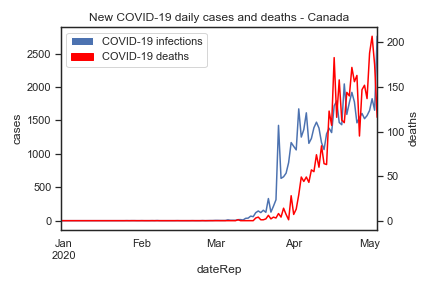 New COVID-19 daily cases and deaths - Canada
COVID-19 infections
COVID-19 deaths
2500
2000
1500
1000
500
0
cases
200
150
100
50
0
deaths
Jan Feb Mar Apr May
2020
dateRep